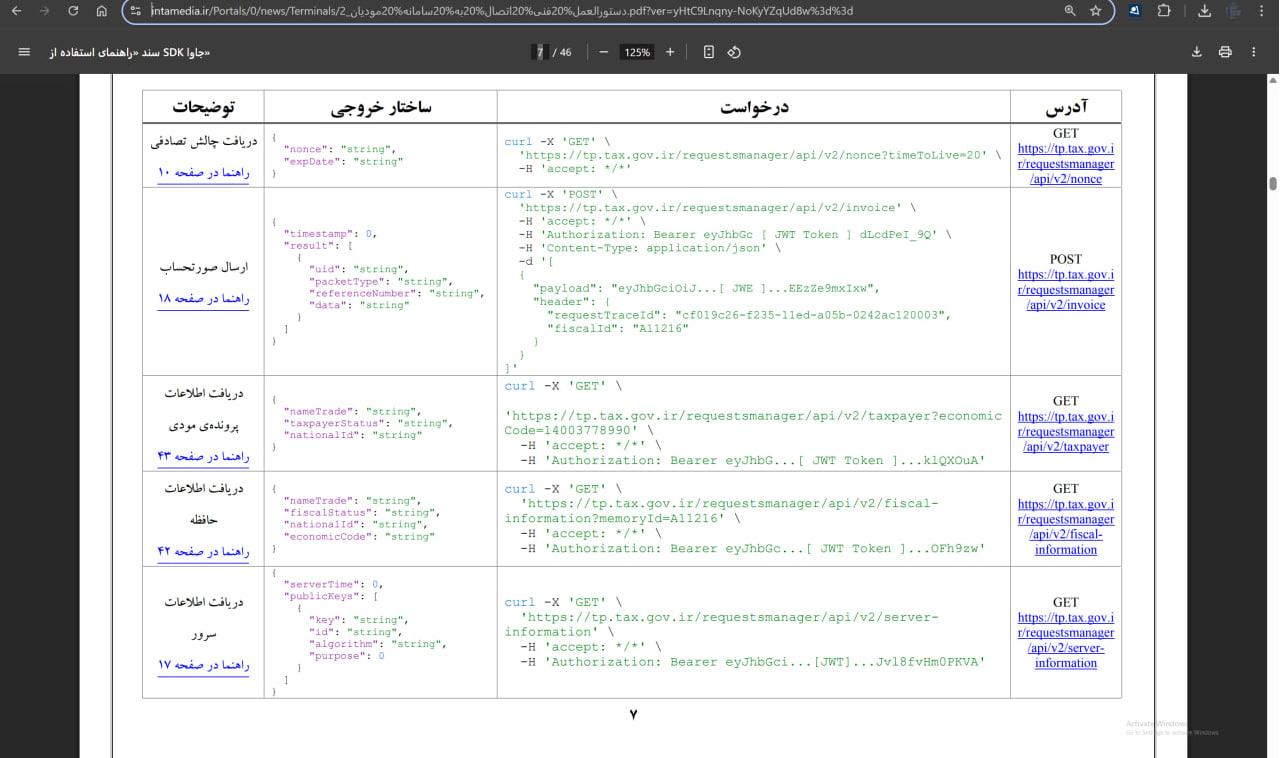 intamedia.ir/Portals/0/news/Terminals/2_دستورالعمل%20فنی%20اتصال%20به%20سامانه%20مودیان.pdf?ver=yHtC9Lnqny-NoKyYZqUd8w%3d%3d
جاوا SDK سند «راهنمای استفاده از»
7 / 46
125%
آدرس
درخواست
ساختار خروجی
توضیحات
GET
https://tp.tax.gov.i
r/requestsmanager
/api/v2/nonce
curl -X 'GET' \
'https://tp.tax.gov.ir/requestsmanager/api/v2/nonce?timeToLive=20' \
-H 'accept: */*'
{
"nonce": "string",
"expDate": "string"
}
دریافت چالش تصادفی
راهنما در صفحه ۱۰
POST
https://tp.tax.gov.i
r/requestsmanager
/api/v2/invoice
curl -X 'POST' \
'https://tp.tax.gov.ir/requestsmanager/api/v2/invoice' \
-H 'accept: */*' \
-H 'Authorization: Bearer eyJhbGc [ JWT Token ] dLcdPeI_9Q' \
-H 'Content-Type: application/json' \
-d '[
{
"payload": "eyJhbGciOiJ...[ JWE ]...EEzZe9mxIxw",
"header": {
"requestTraceId": "cf019c26-f235-11ed-a05b-0242ac120003",
"fiscalId": "A11216"
}
}
]'
{
"timestamp": 0,
"result": [
{
"uid": "string",
"packetType": "string",
"referenceNumber": "string",
"data": "string"
}
]
}
ارسال صورتحساب
راهنما در صفحه ۱۸
GET
https://tp.tax.gov.i
r/requestsmanager
/api/v2/taxpayer
curl -X 'GET' \
'https://tp.tax.gov.ir/requestsmanager/api/v2/taxpayer?economic
Code=14003778990' \
-H 'accept: */*' \
-H 'Authorization: Bearer eyJhbG...[ JWT Token ]...klQXOuA'
{
"nameTrade": "string",
"taxpayerStatus": "string",
"nationalId": "string"
}
دریافت اطلاعات
پرونده‌ی مودی
راهنما در صفحه ۴۳
GET
https://tp.tax.gov.i
r/requestsmanager
/api/v2/fiscal-
information
curl -X 'GET' \
'https://tp.tax.gov.ir/requestsmanager/api/v2/fiscal-
information?memoryId=A11216' \
-H 'accept: */*' \
-H 'Authorization: Bearer eyJhbGc...[ JWT Token ]...OFh9zw'
{
"nameTrade": "string",
"fiscalStatus": "string",
"nationalId": "string",
"economicCode": "string"
}
دریافت اطلاعات
حافظه
راهنما در صفحه ۴۲
GET
https://tp.tax.gov.i
r/requestsmanager
/api/v2/server-
information
curl -X 'GET' \
'https://tp.tax.gov.ir/requestsmanager/api/v2/server-
information' \
-H 'accept: */*' \
-H 'Authorization: Bearer eyJhbGci...[JWT]...Jvl8fvHm0PKVA'
{
"serverTime": 0,
"publicKeys": [
{
"key": "string",
"id": "string",
"algorithm": "string",
"purpose": 0
}
]
}
دریافت اطلاعات
سرور
راهنما در صفحه ۱۷
۷
Activate Windows
Go to Settings to activate Windows